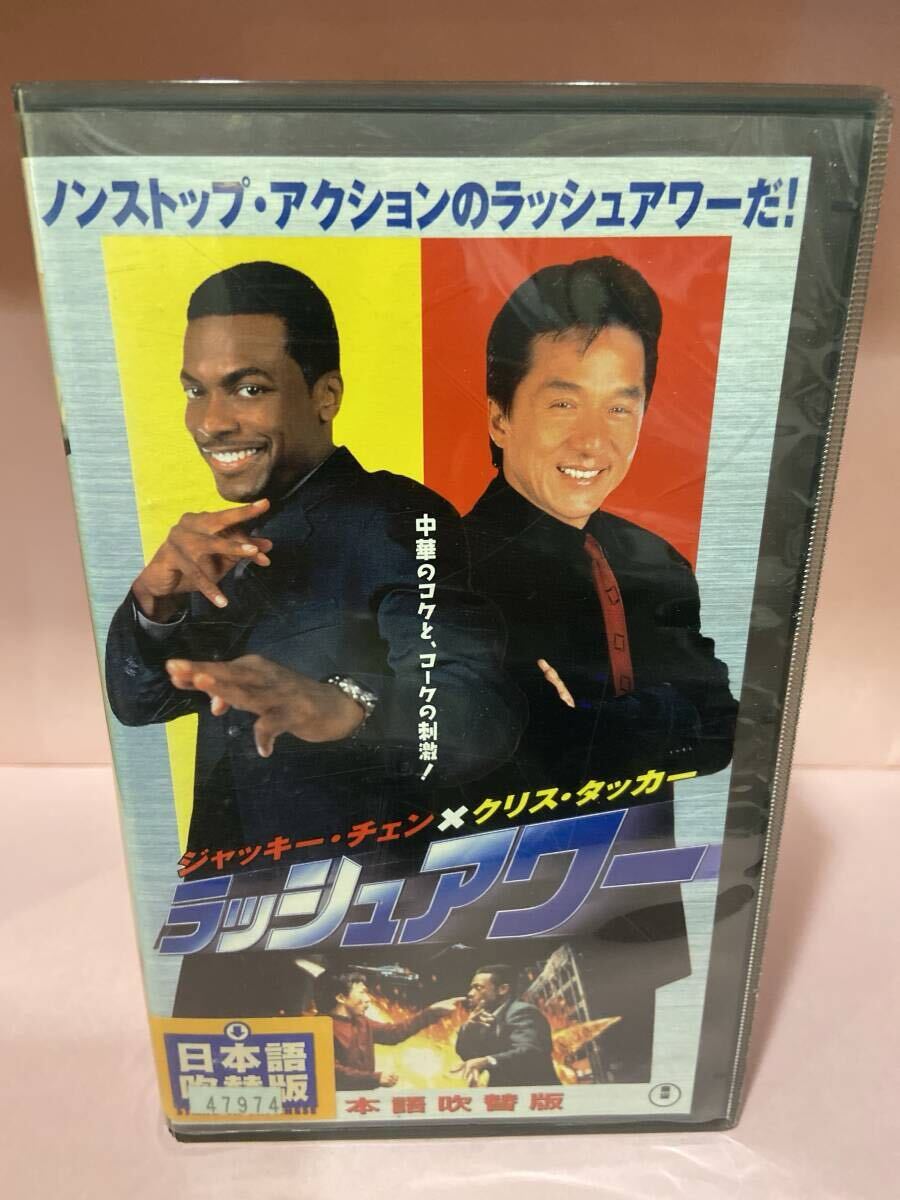 ノンストップ・アクションのラッシュアワーだ!
中華のコクと、コークの刺激!
ジャッキー・チェン×クリス・タッカー
ラッシュアワー
日本語
吹替版
47974
本語吹替版